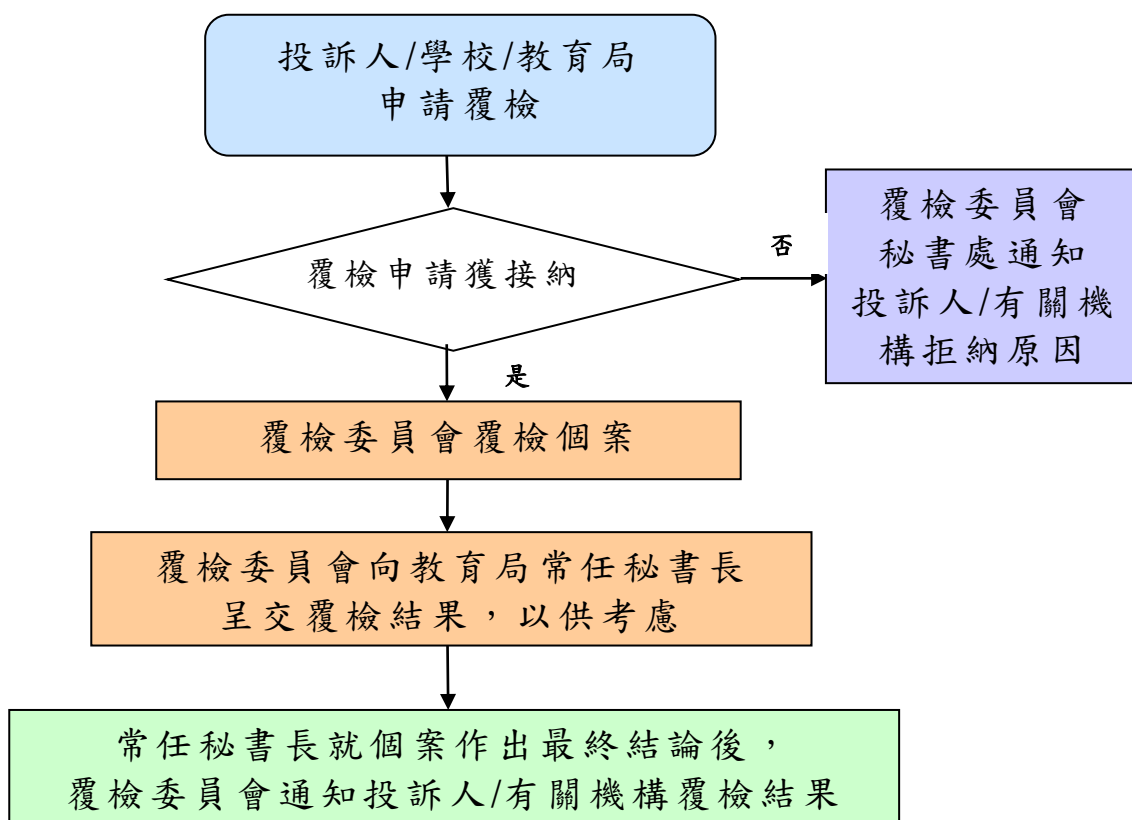 投訴人/學校/教育局
申請覆檢
覆檢申請獲接納
否
覆檢委員會
秘書處通知
投訴人/有關機
構拒納原因
是
覆檢委員會覆檢個案
覆檢委員會向教育局常任秘書長
呈交覆檢結果，以供考慮
常任秘書長就個案作出最終結論後，
覆檢委員會通知投訴人/有關機構覆檢結果